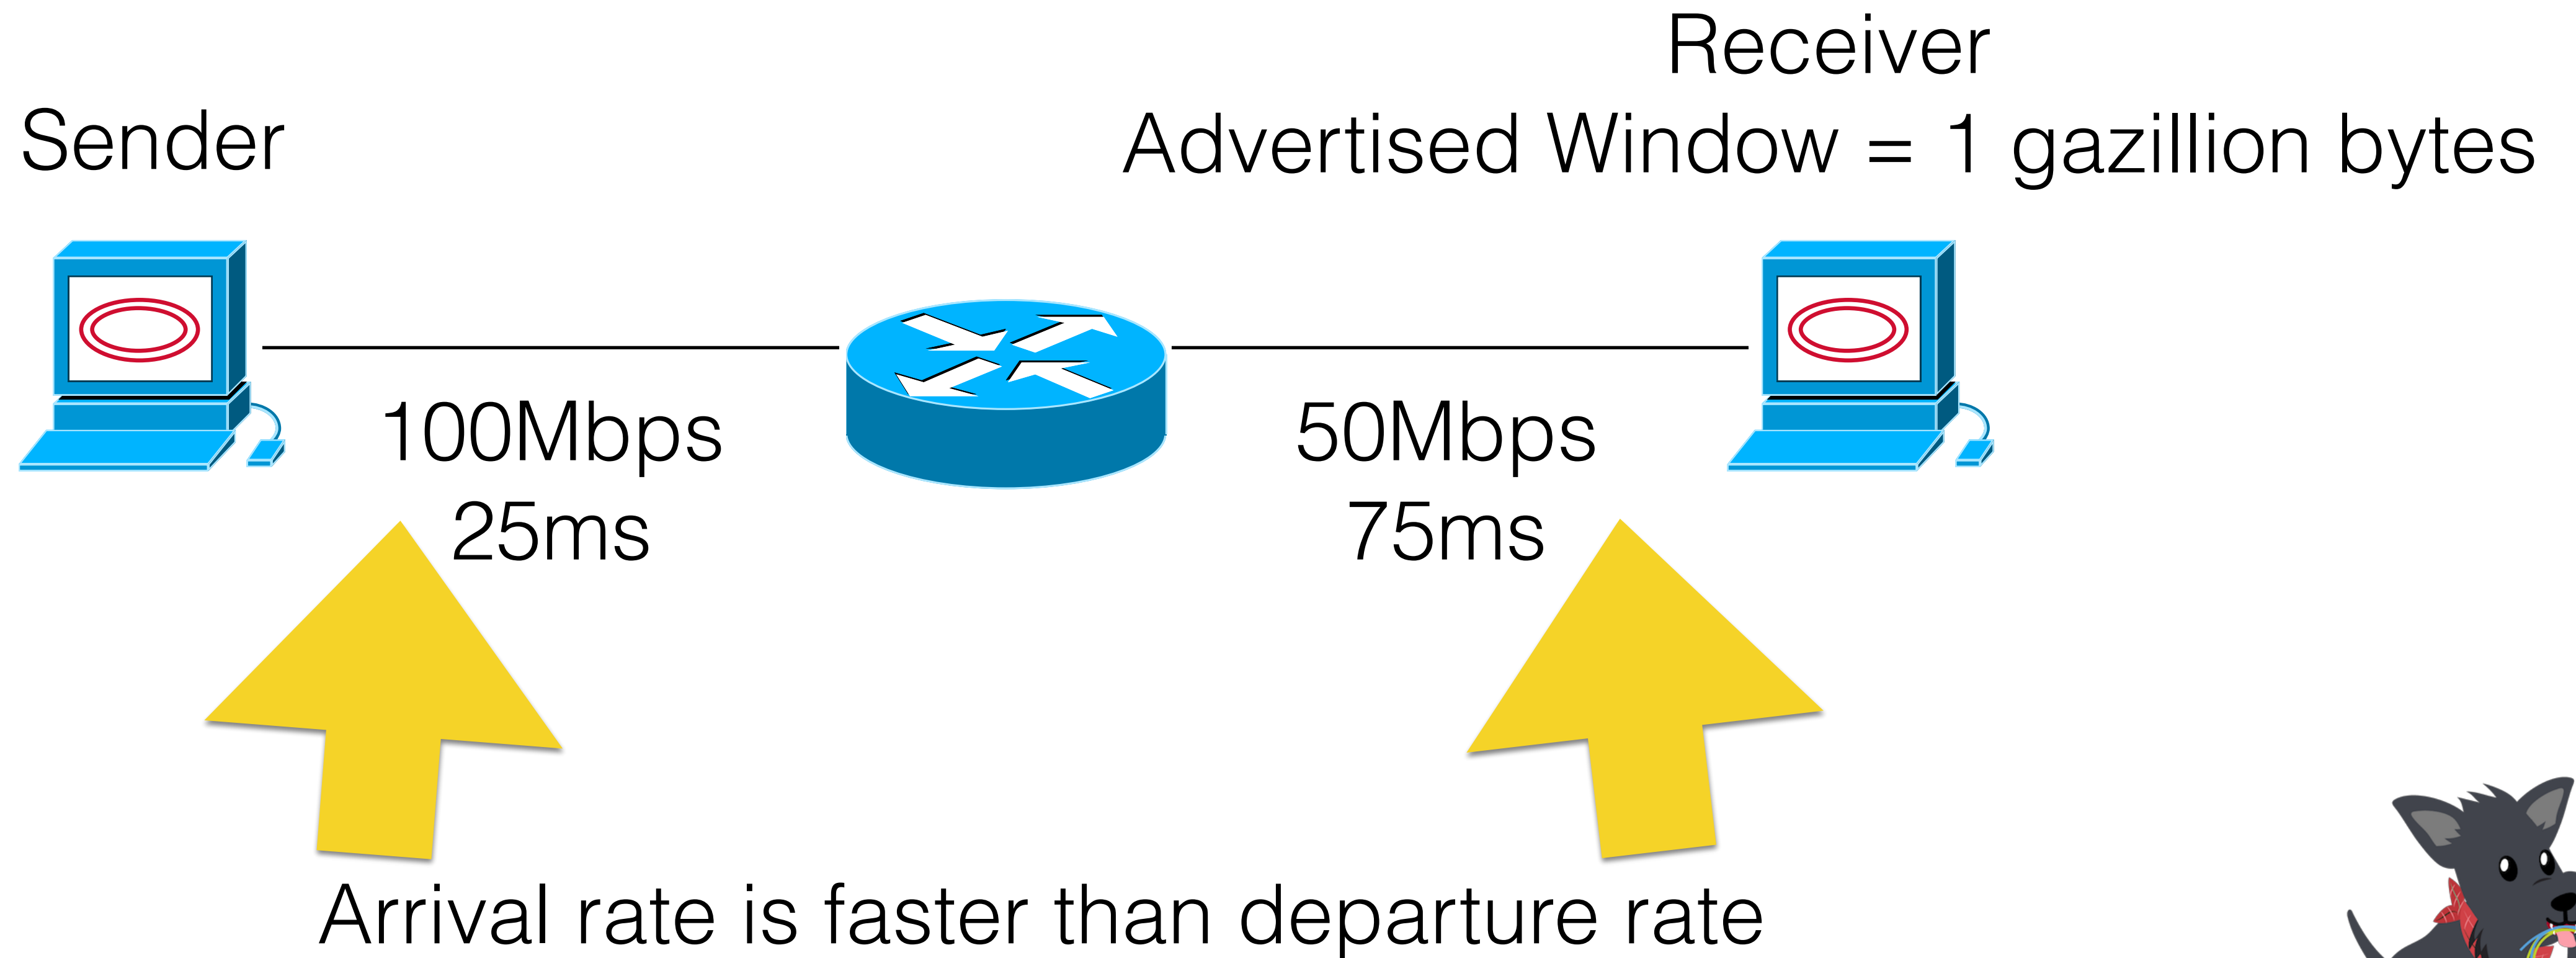 Receiver
Sender
Advertised Window = 1 gazillion bytes
100Mbps
25ms
50Mbps
75ms
Arrival rate is faster than departure rate